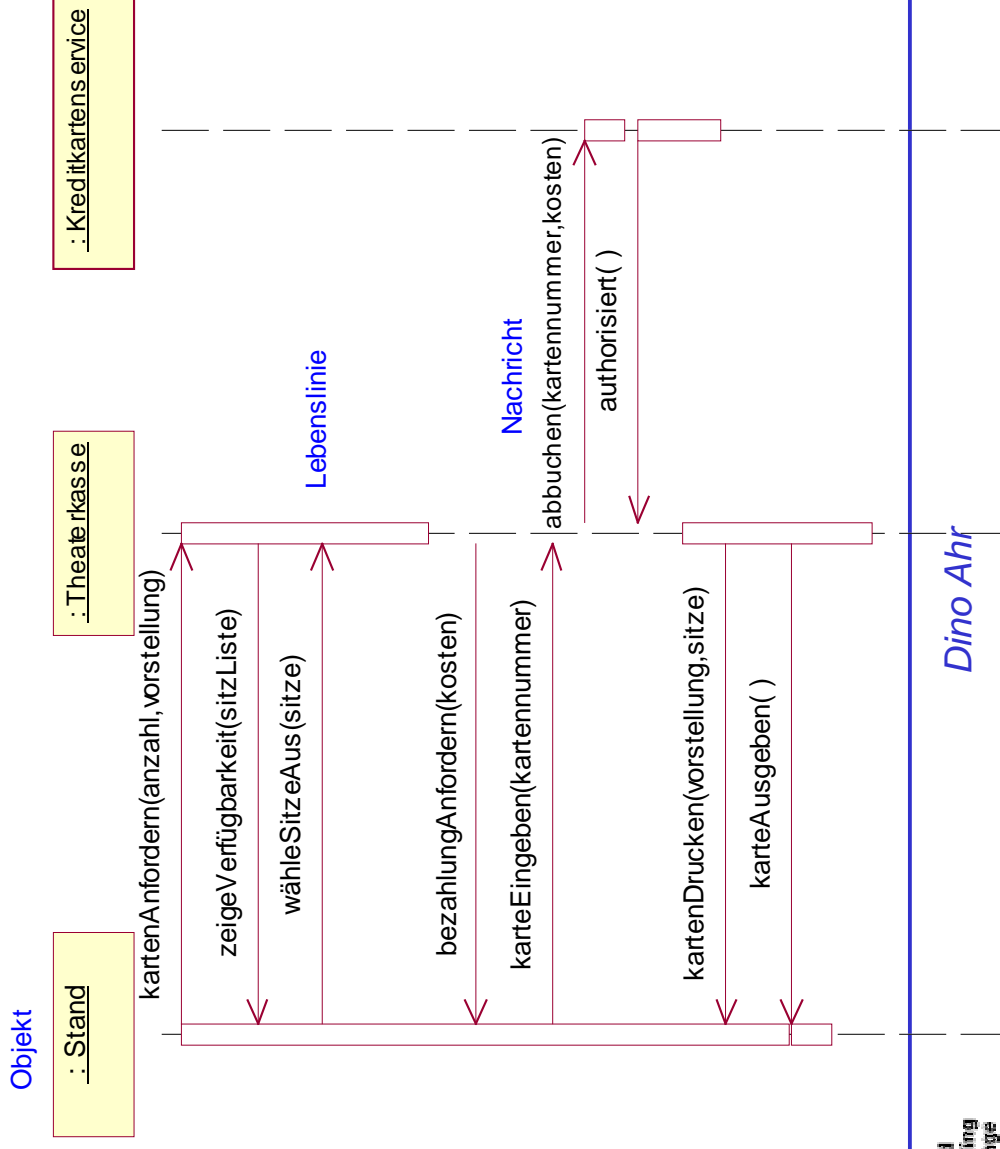 Objekt
: Stand
: Theaterkasse
: Kreditkartenservice
kartenAnfordern(anzahl,vorstellung)
zeigeVerfügbarkeit(sitzListe)
wähleSitzeAus(sitze)
Lebenslinie
bezahlungAnfordern(kosten)
Nachricht
karteEingeben(kartennummer)
abbuchen(kartennummer,kosten)
authorisiert( )
kartenDrucken(vorstellung,sitze)
karteAusgeben( )
Dino Ahr